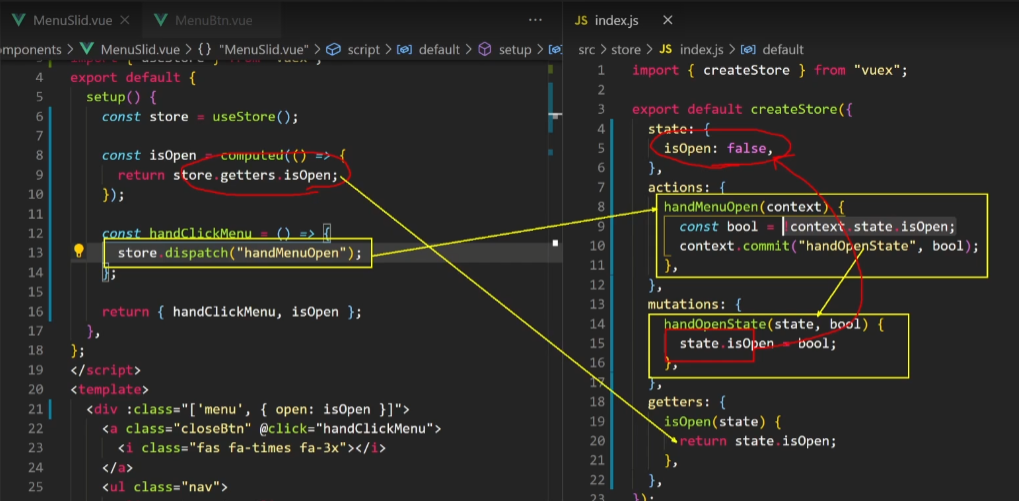 MenuSlid.vue
MenuBtn.vue
mponents > MenuSlid.vue > {} "MenuSlid.vue" > script > default > setup >
4 export default {
5 setup() {
6 const store = useStore();
7
8 const isOpen = computed(() => {
9 return store.getters.isOpen;
10 });
11
12 const handClickMenu = () => {
13 store.dispatch("handMenuOpen");
14 };
15
16 return { handClickMenu, isOpen };
17 },
18 };
19 </script>
20 <template>
21 <div :class="['menu', { open: isOpen }]">
22 <a class="closeBtn" @click="handClickMenu">
23 <i class="fas fa-times fa-3x"></i>
24 </a>
25 <ul class="nav">
JS index.js
src > store > JS index.js > default
1 import { createStore } from "vuex";
2
3 export default createStore({
4 state: {
5 isOpen: false,
6 },
7 actions: {
8 handMenuOpen(context) {
9 const bool = !context.state.isOpen;
10 context.commit("handOpenState", bool);
11 },
12 },
13 mutations: {
14 handOpenState(state, bool) {
15 state.isOpen = bool;
16 },
17 },
18 getters: {
19 isOpen(state) {
20 return state.isOpen;
21 },
22 },
23 });